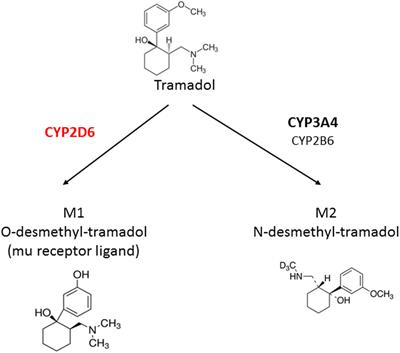 OCH₃
HO
H
N
CH₃
CH₃
Tramadol
CYP2D6
CYP3A4
CYP2B6
M1
O-desmethyl-tramadol
(mu receptor ligand)
M2
N-desmethyl-tramadol
OH
HO
H
N
CH₃
CH₃
D₃C
HN
H
OH
OCH₃